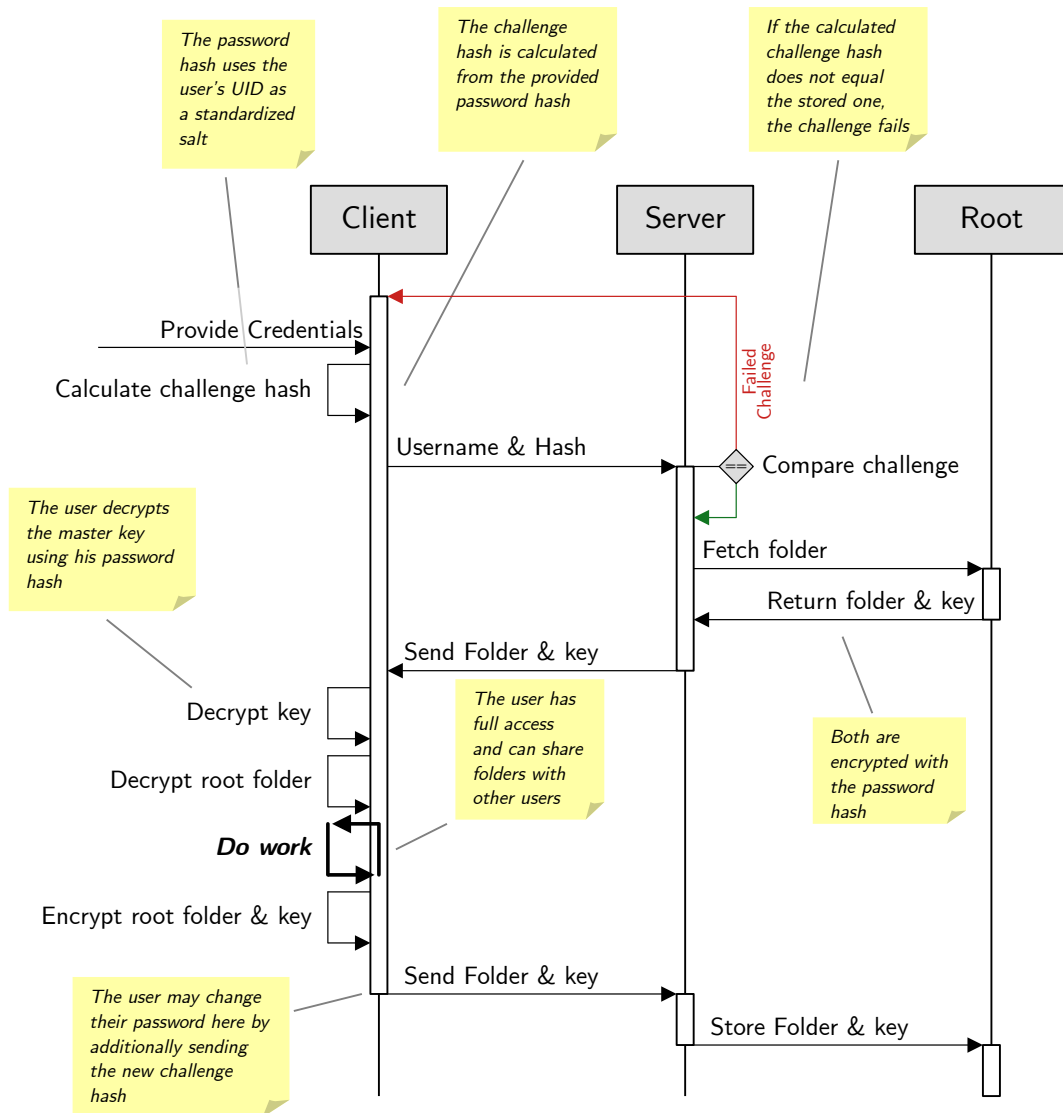 The password
hash uses the
user's UID as
a standardized
salt
The challenge
hash is calculated
from the provided
password hash
If the calculated
challenge hash
does not equal
the stored one,
the challenge fails
Client
Server
Root
Provide Credentials
Failed
Challenge
Calculate challenge hash
Username & Hash
== Compare challenge
The user decrypts
the master key
using his password
hash
Fetch folder
Return folder & key
Send Folder & key
Decrypt key
The user has
full access
and can share
folders with
other users
Both are
encrypted with
the password
hash
Decrypt root folder
Do work
Encrypt root folder & key
Send Folder & key
The user may change
their password here by
additionally sending
the new challenge
hash
Store Folder & key